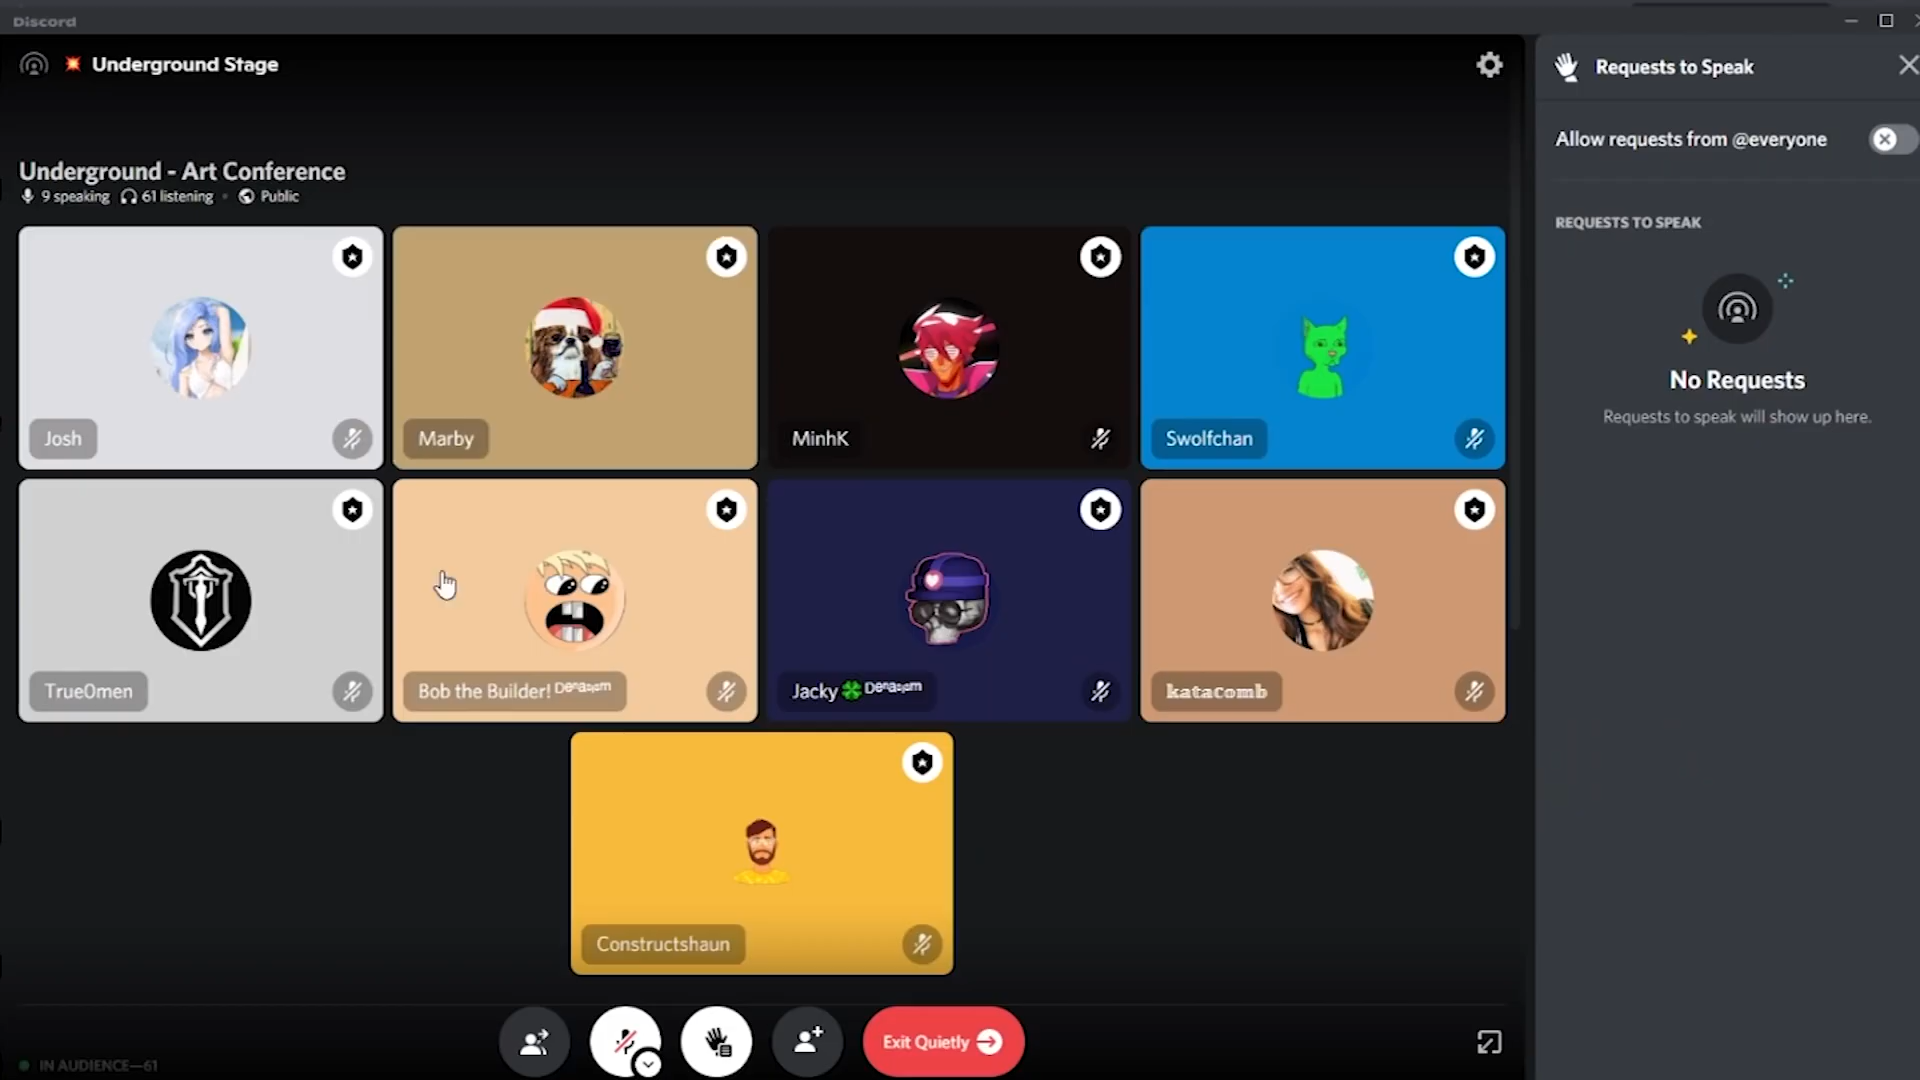 Discord
Underground Stage
Underground - Art Conference
9 speaking 61 listening Public
Josh
Marby
MinhK
Swolfchan
TrueOmen
Bob the Builder!
Jacky
katacomb
Constructshaun
Exit Quietly
IN AUDIENCE—61
Requests to Speak
Allow requests from @everyone
REQUESTS TO SPEAK
No Requests
Requests to speak will show up here.